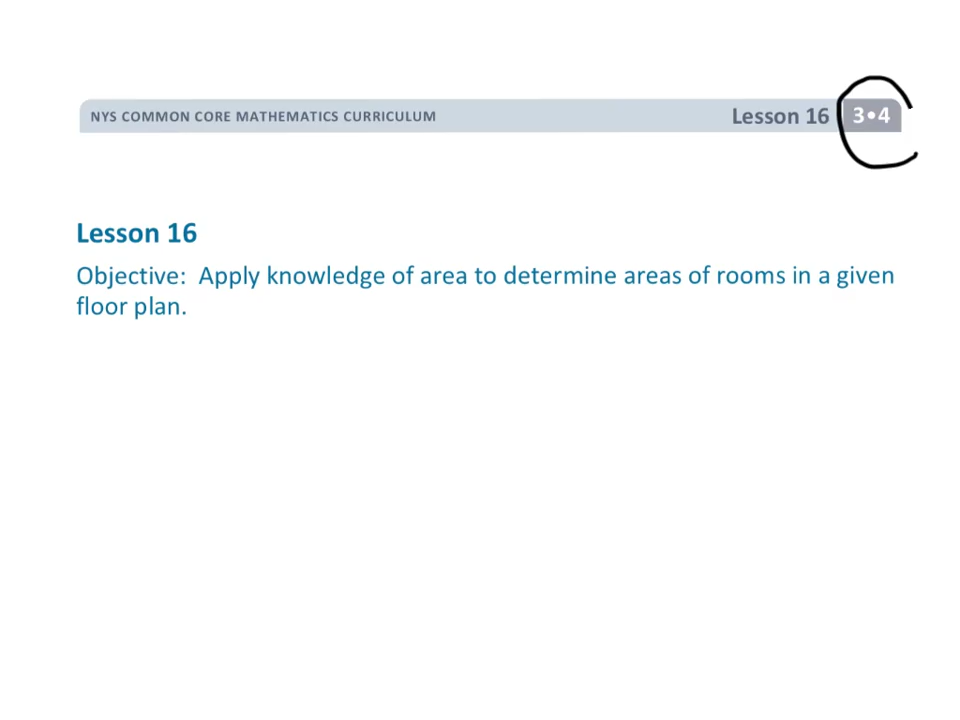 NYS COMMON CORE MATHEMATICS CURRICULUM Lesson 16 3•4
Lesson 16
Objective: Apply knowledge of area to determine areas of rooms in a given
floor plan.